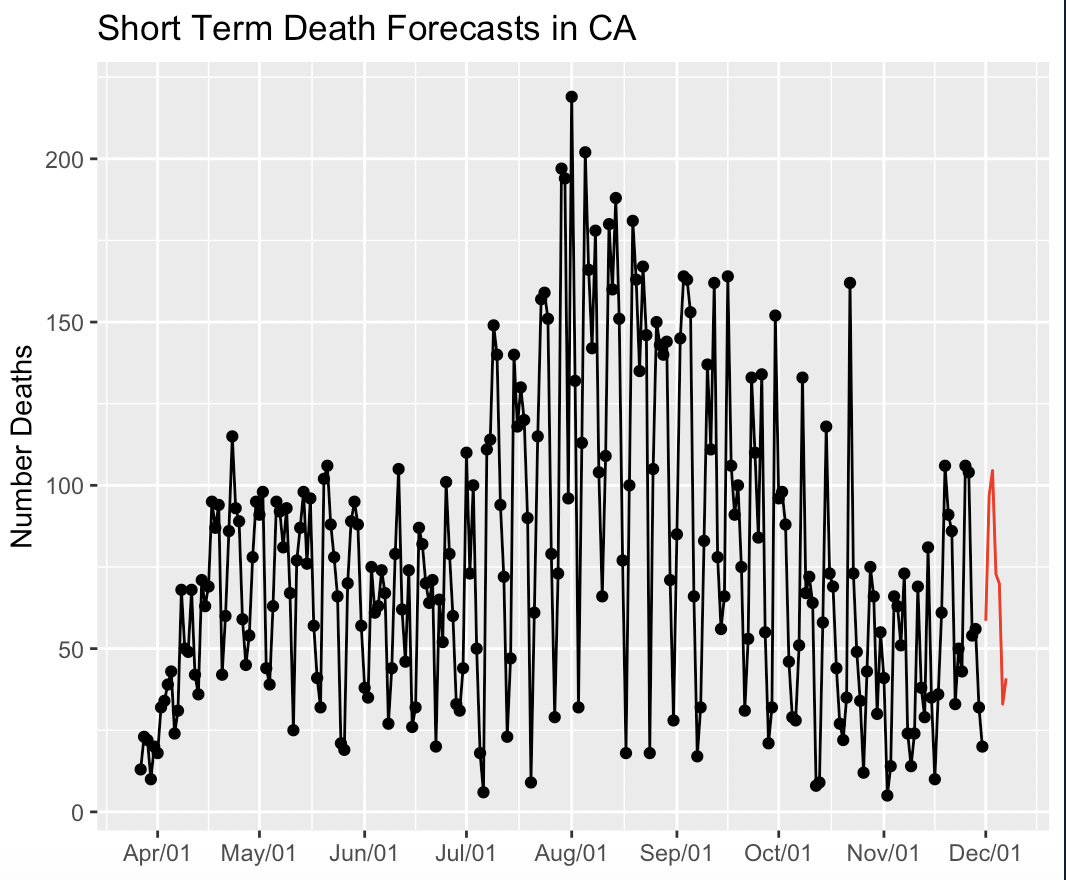 Short Term Death Forecasts in CA
Number Deaths
200
150
100
50
0
Apr/01 May/01 Jun/01 Jul/01 Aug/01 Sep/01 Oct/01 Nov/01 Dec/01